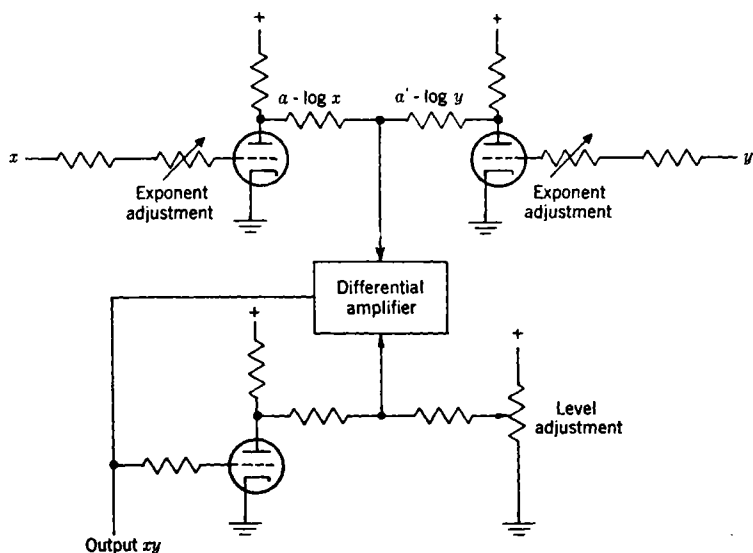 +
+
a - log x
a' - log y
x
y
Exponent
adjustment
Exponent
adjustment
Differential
amplifier
+
+
Level
adjustment
Output xy